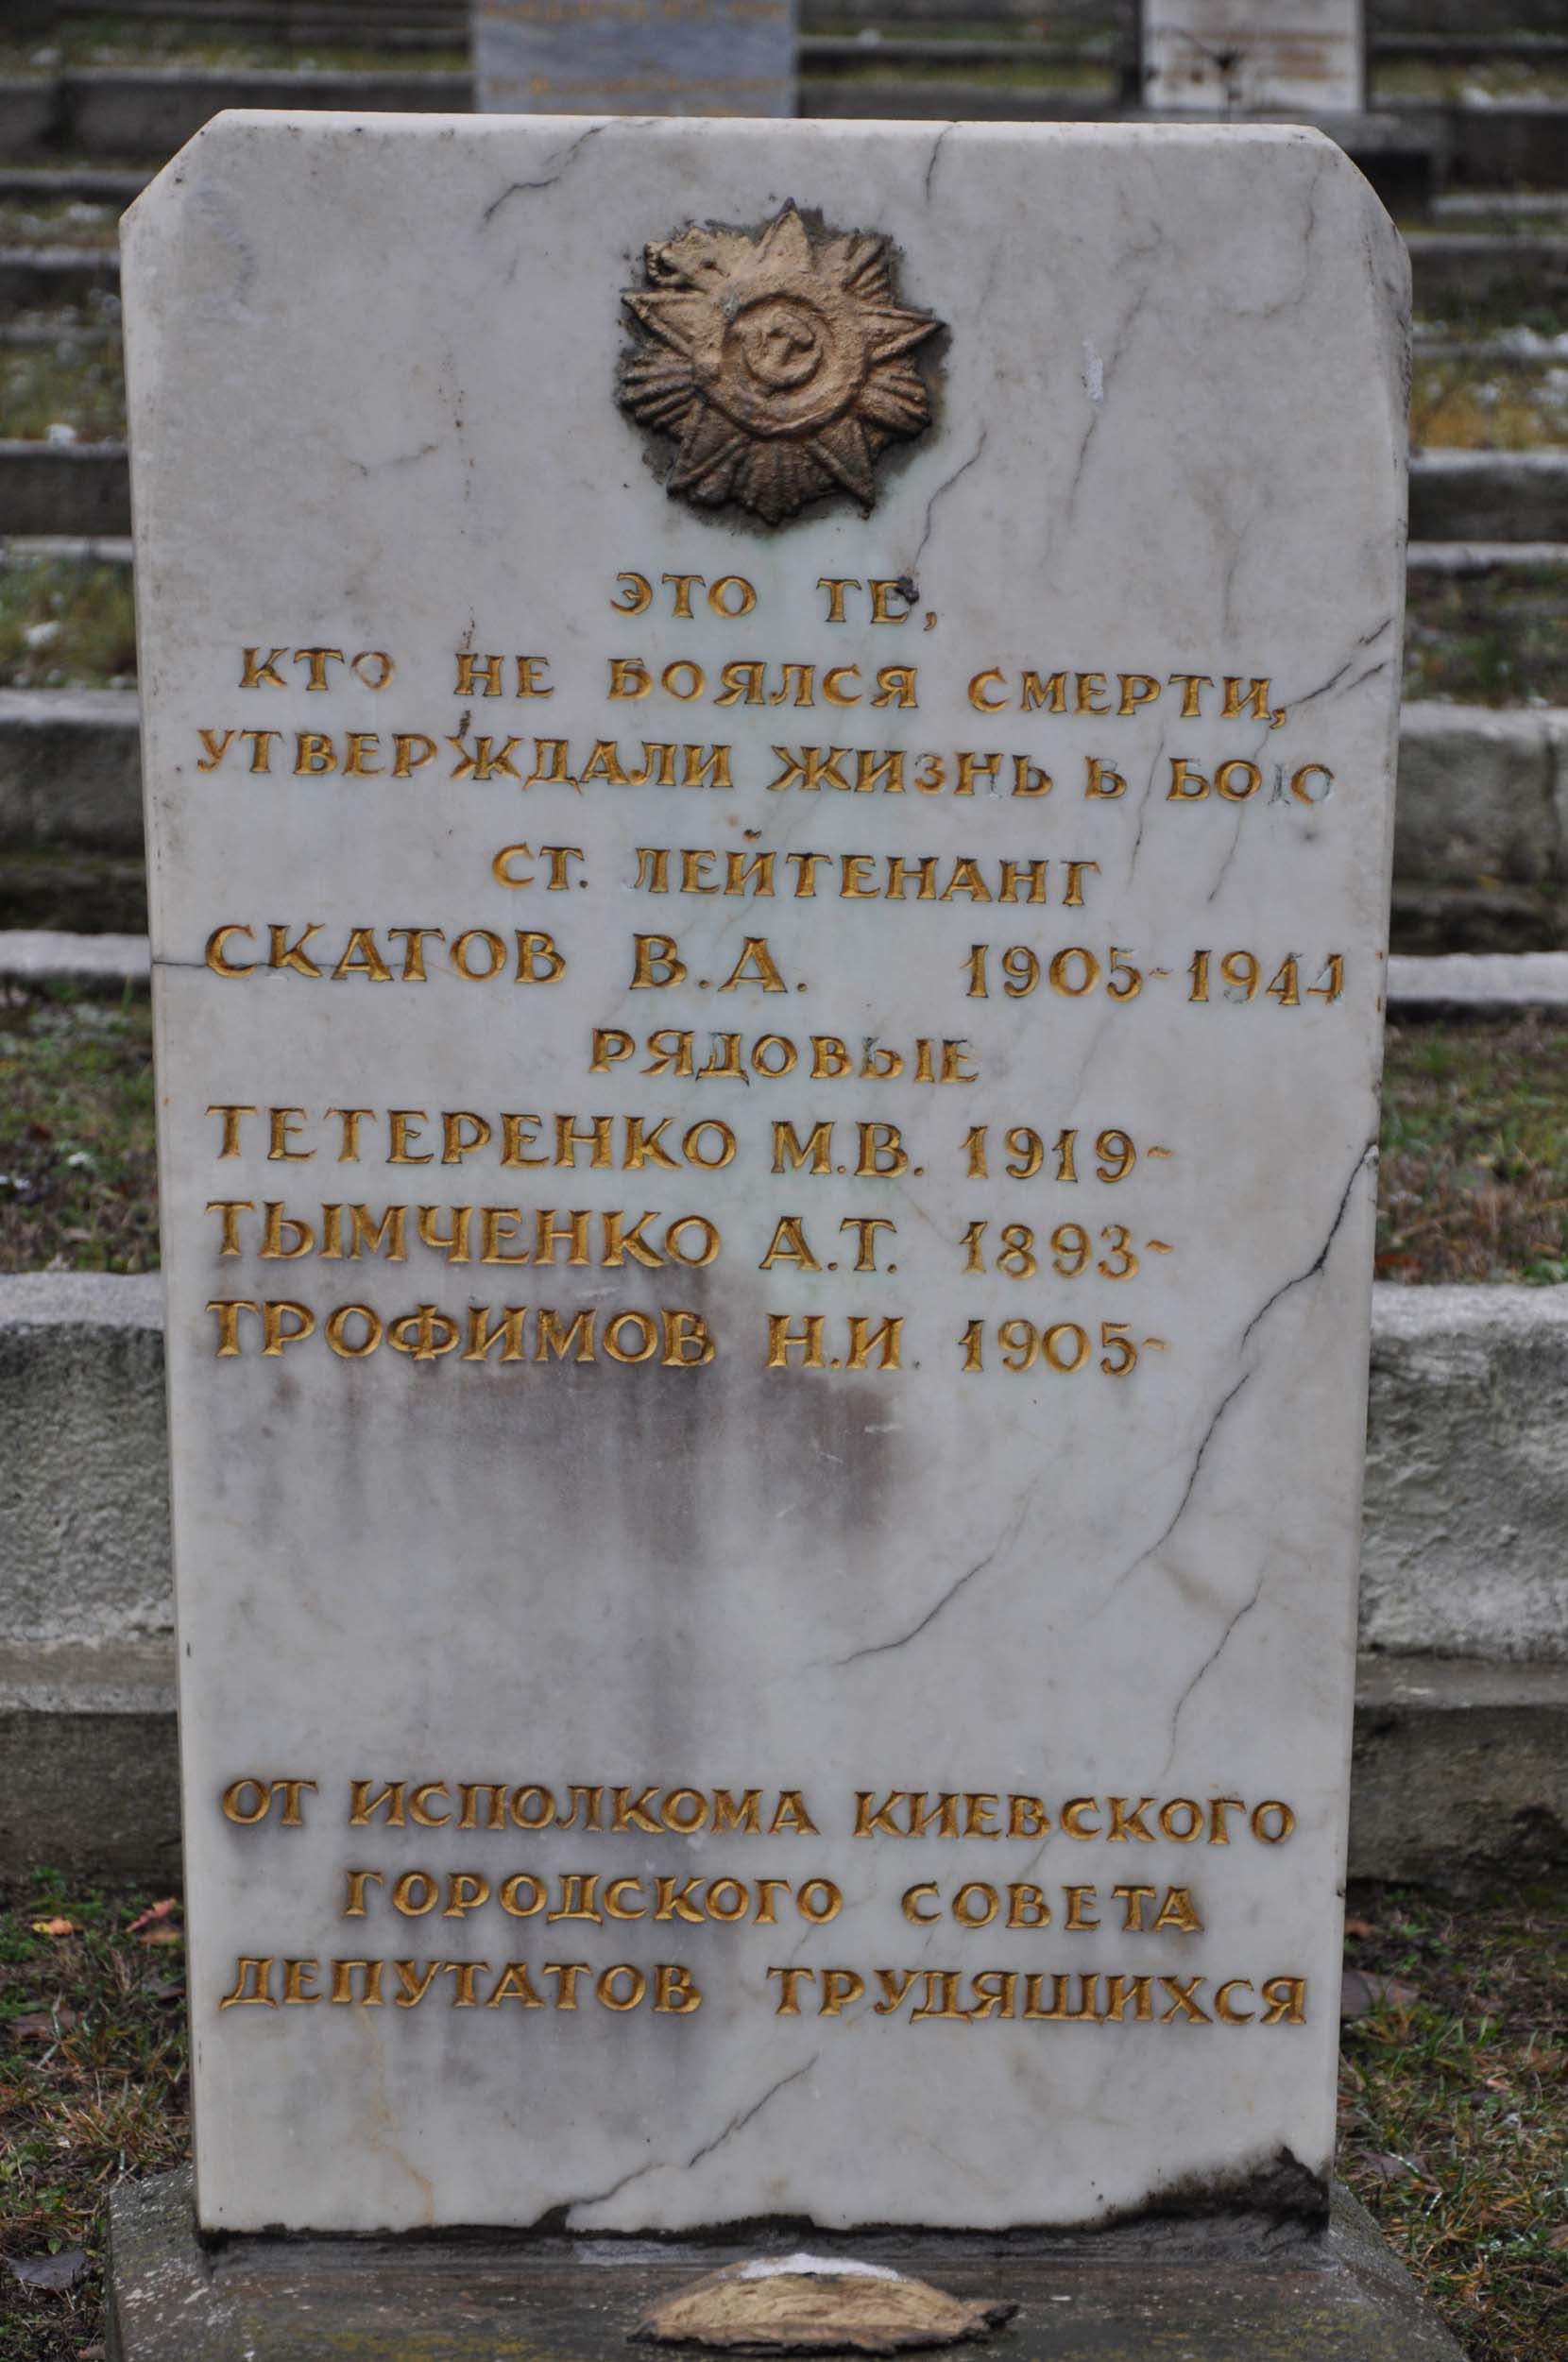 ЭТО ТЕ,
КТО НЕ БОЯЛСЯ СМЕРТИ,
УТВЕРЖДАЛИ ЖИЗНЬ В БОЮ
СТ. ЛЕЙТЕНАНТ
СКАТОВ В.А. 1905-1944
РЯДОВЫЕ
ТЕТЕРЕНКО М.В. 1919-
ТЫМЧЕНКО А.Т. 1893-
ТРОФИМОВ Н.И. 1905-
ОТ ИСПОЛКОМА КИЕВСКОГО
ГОРОДСКОГО СОВЕТА
ДЕПУТАТОВ ТРУДЯЩИХСЯ